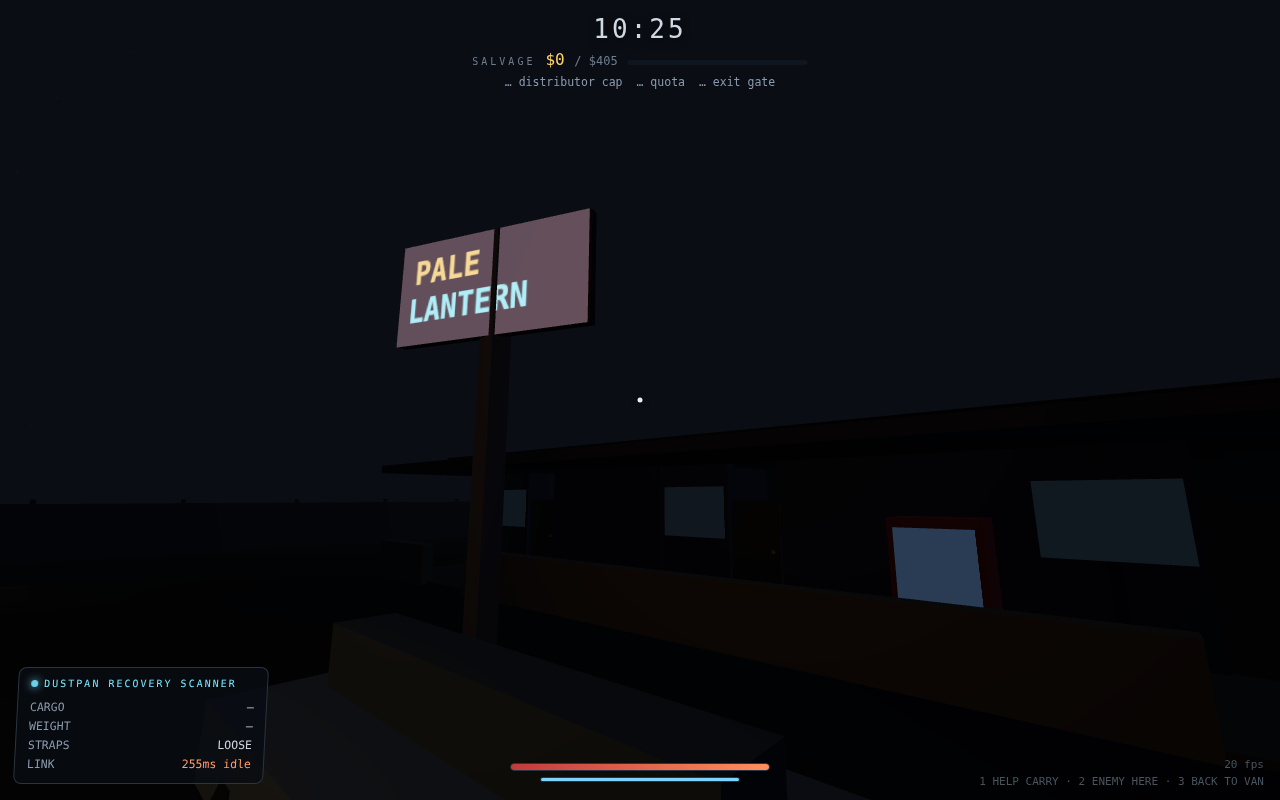 10:25
SALVAGE $0 / $405
… distributor cap … quota … exit gate
PALE
LANTERN
DUSTPAN RECOVERY SCANNER
CARGO —
WEIGHT —
STRAPS LOOSE
LINK 255ms idle
20 fps
1 HELP CARRY · 2 ENEMY HERE · 3 BACK TO VAN